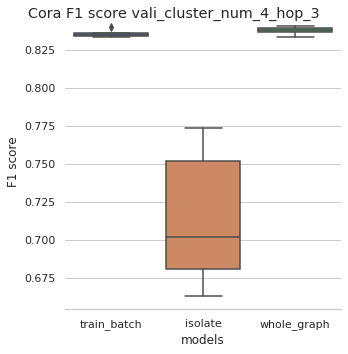 Cora F1 score vali_cluster_num_4_hop_3
0.825
0.800
0.775
0.750
0.725
0.700
0.675
F1 score
train_batch isolate whole_graph
models